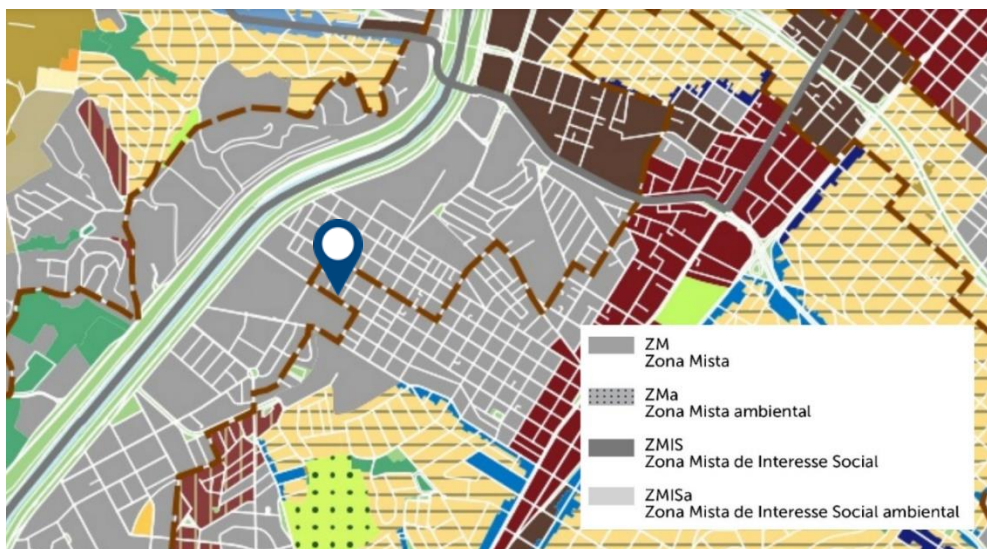 ZM
Zona Mista
ZMa
Zona Mista ambiental
ZMIS
Zona Mista de Interesse Social
ZMISa
Zona Mista de Interesse Social ambiental